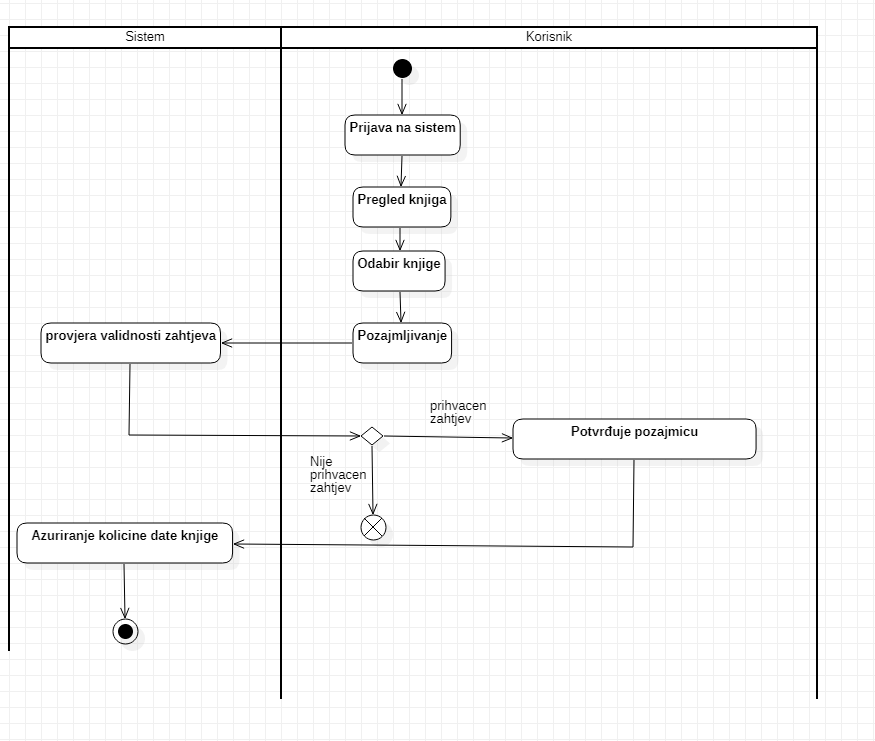 Sistem
Korisnik
Prijava na sistem
Pregled knjiga
Odabir knjige
provjera validnosti zahtjeva
Pozajmljivanje
prihvacen
zahtjev
Potvrđuje pozajmicu
Nije
prihvacen
zahtjev
Azuriranje kolicine date knjige